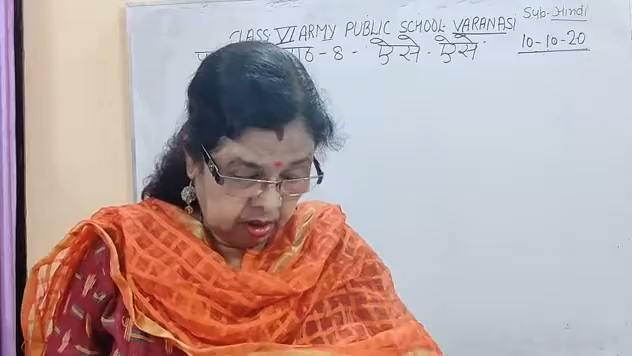 Sub-Hindi
CLASS-VI ARMY PUBLIC SCHOOL VARANASI
10-10-20
- 8 - ऐसे - ऐसे